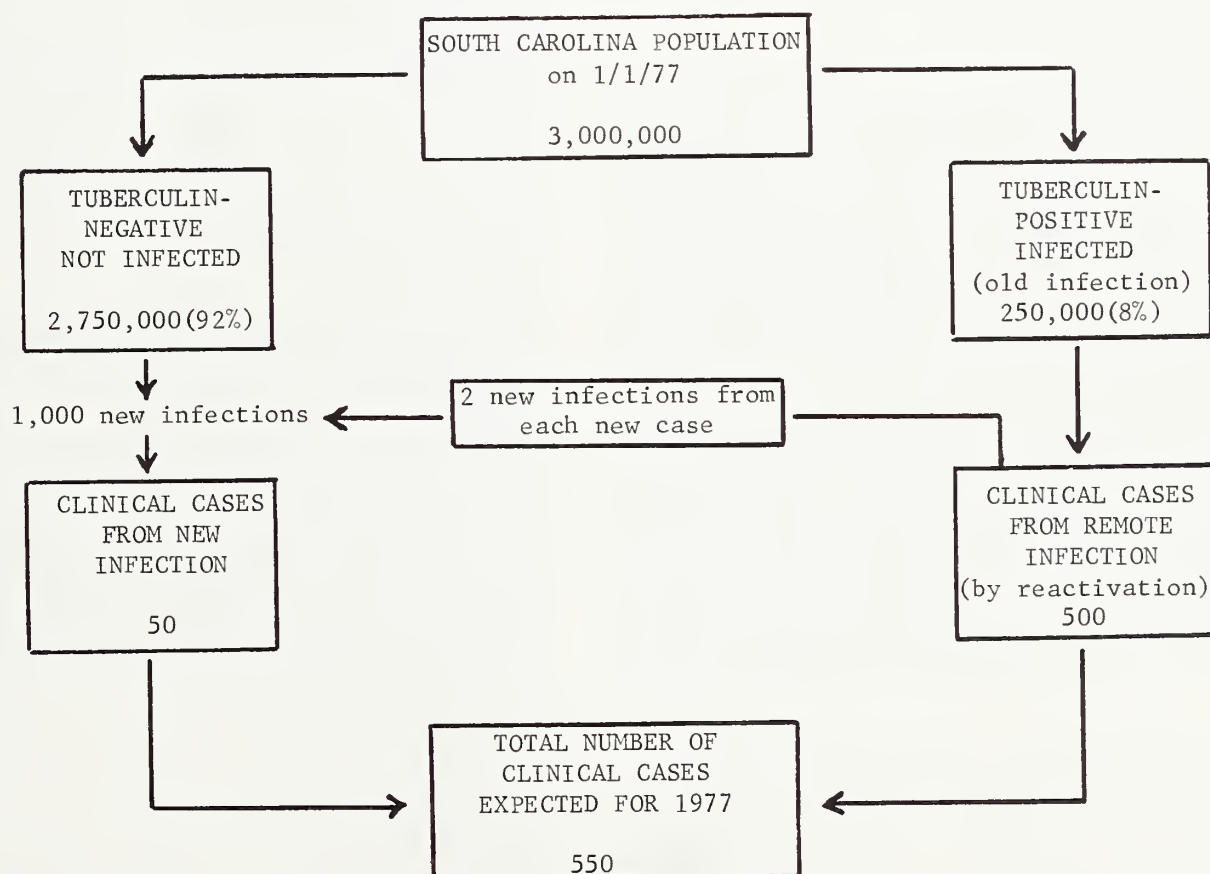 SOUTH CAROLINA POPULATION
on 1/1/77
3,000,000
TUBERCULIN-
NEGATIVE
NOT INFECTED
2,750,000(92%)
TUBERCULIN-
POSITIVE
INFECTED
(old infection)
250,000(8%)
1,000 new infections
2 new infections from
each new case
CLINICAL CASES
FROM NEW
INFECTION
50
CLINICAL CASES
FROM REMOTE
INFECTION
(by reactivation)
500
TOTAL NUMBER OF
CLINICAL CASES
EXPECTED FOR 1977
550